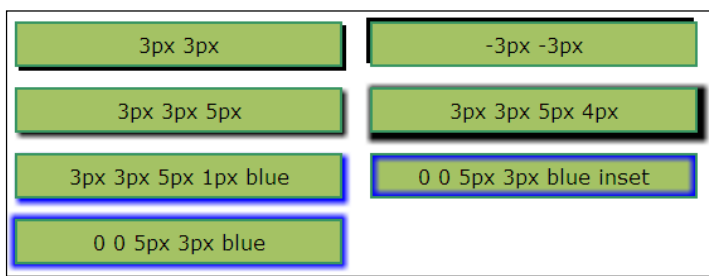 3px 3px
-3px -3px
3px 3px 5px
3px 3px 5px 4px
3px 3px 5px 1px blue
0 0 5px 3px blue inset
0 0 5px 3px blue